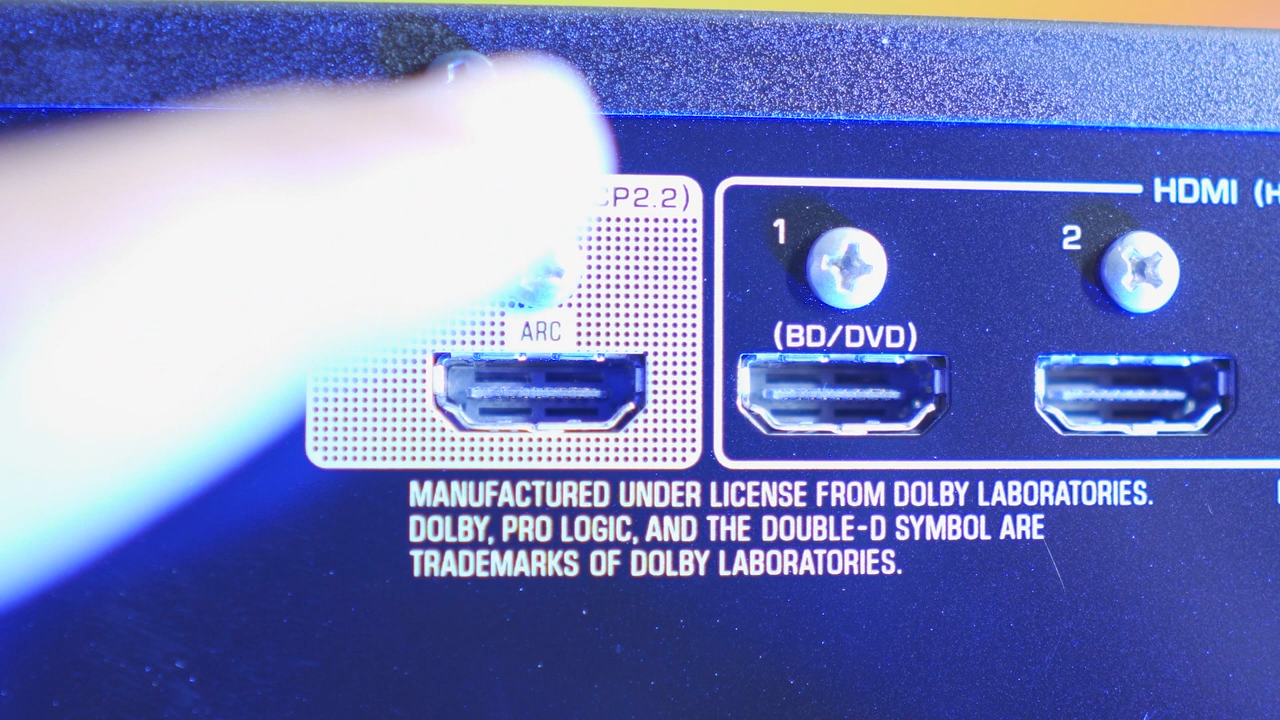 P2.2)
HDMI (H
1
2
ARC
(BD/DVD)
MANUFACTURED UNDER LICENSE FROM DOLBY LABORATORIES.
DOLBY, PRO LOGIC, AND THE DOUBLE-D SYMBOL ARE
TRADEMARKS OF DOLBY LABORATORIES.